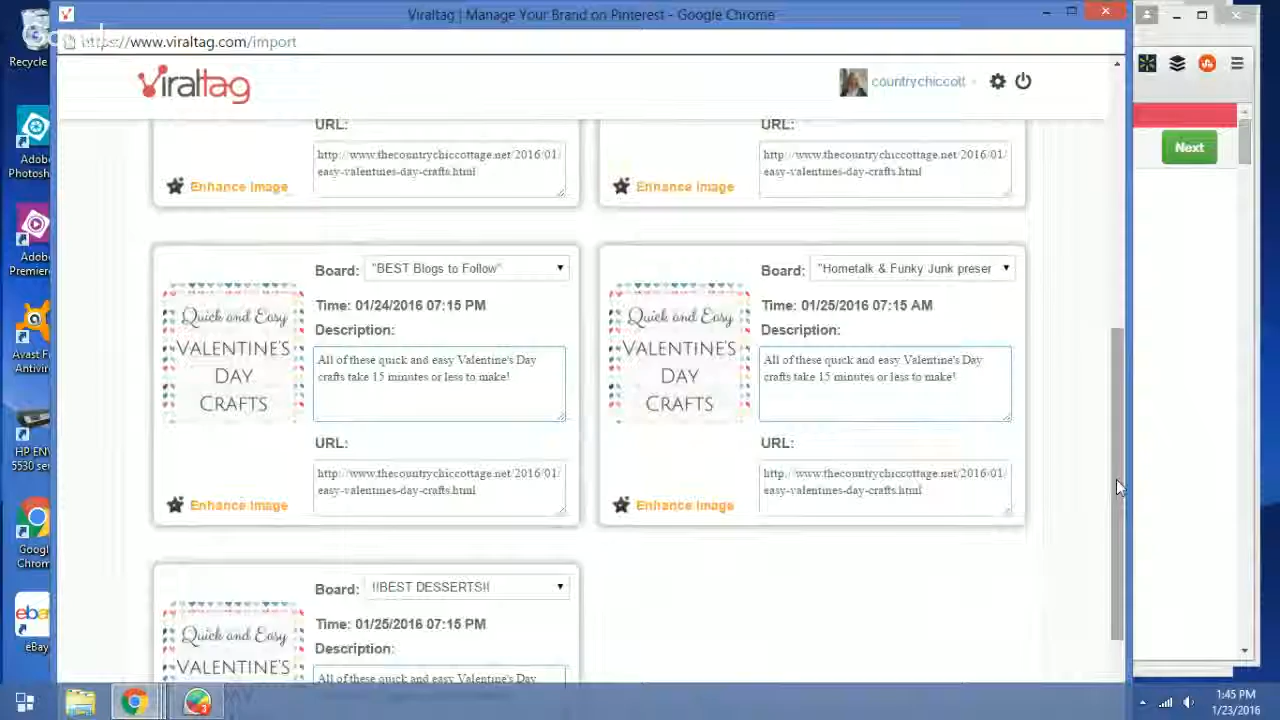 Viraltag | Manage Your Brand on Pinterest - Google Chrome
https://www.viraltag.com/import
Viraltag
countrychiccott
Next
URL:
http://www.thecountrychiccottage.net/2016/01/
easy-valentines-day-crafts.html
Enhance Image
URL:
http://www.thecountrychiccottage.net/2016/01/
easy-valentines-day-crafts.html
Enhance Image
Board: "BEST Blogs to Follow"
Time: 01/24/2016 07:15 PM
Description:
All of these quick and easy Valentine's Day
crafts take 15 minutes or less to make!
Quick and Easy
VALENTINE'S
DAY
CRAFTS
URL:
http://www.thecountrychiccottage.net/2016/01/
easy-valentines-day-crafts.html
Enhance Image
Board: "Hometalk & Funky Junk preser
Time: 01/25/2016 07:15 AM
Description:
All of these quick and easy Valentine's Day
crafts take 15 minutes or less to make!
Quick and Easy
VALENTINE'S
DAY
CRAFTS
URL:
http://www.thecountrychiccottage.net/2016/01/
easy-valentines-day-crafts.html
Enhance Image
Board: !!BEST DESSERTS!!
Time: 01/25/2016 07:15 PM
Description:
All of these quick and easy Valentine's Day
Quick and Easy
VALENTINE'S
Recycle
Adob
Photosh
Adob
Premier
Avast F
Antivir
HP EN
5530 se
Googl
Chrom
ebay
eBay
1:45 PM
1/23/2016